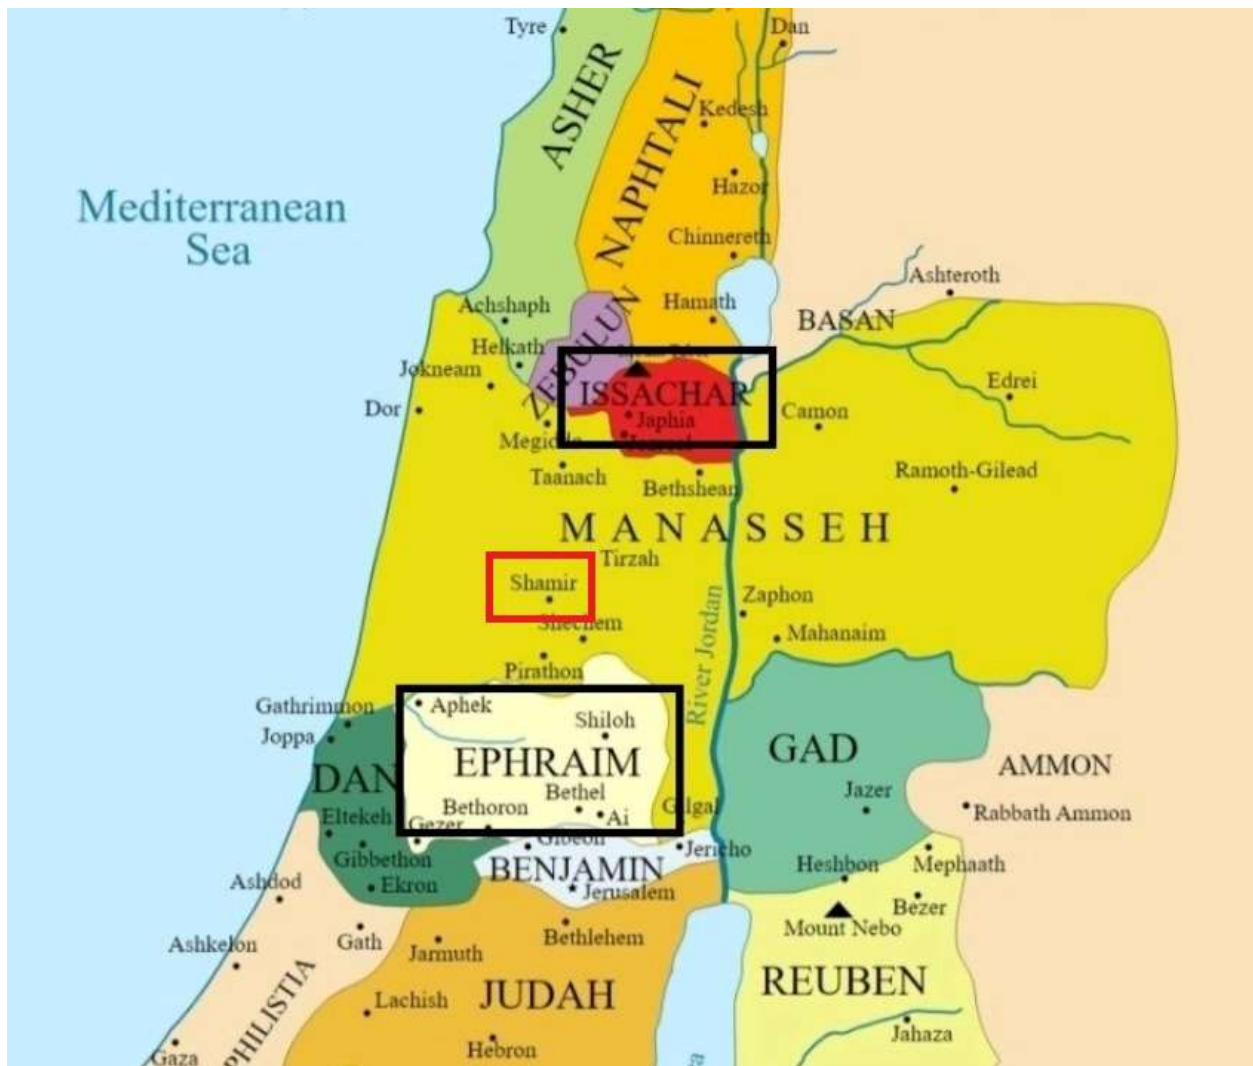 Tyre
Dan
ASHER
NAPHTALI
Kedesh
Hazor
Mediterranean
Sea
Chinnereth
Ashteroth
Achshaph
ZEBULUN
Hamath
BASAN
Helkath
Jokneam
ISSACHAR
Edrei
Dor
Japhia
Camon
Megiddo
Taanach
Bethshean
Ramoth-Gilead
MANASSEH
Tirzah
Shamir
Shechem
Zaphon
Mahanaim
River Jordan
Pirathon
Gathrimmon
Joppa
Aphek
Shiloh
DAN
EPHRAIM
GAD
AMMON
Bethel
Bethoron
Ai
Gilgal
Jazer
Rabbath Ammon
Eltekeh
Gezer
Gibeon
Jericho
Gibbethon
BENJAMIN
Heshbon
Mephaath
Ashdod
Ekron
Jerusalem
Bezer
Mount Nebo
Ashkelon
Gath
Jarmuth
Bethlehem
PHILISTIA
Lachish
JUDAH
REUBEN
Jahaza
Gaza
Hebron